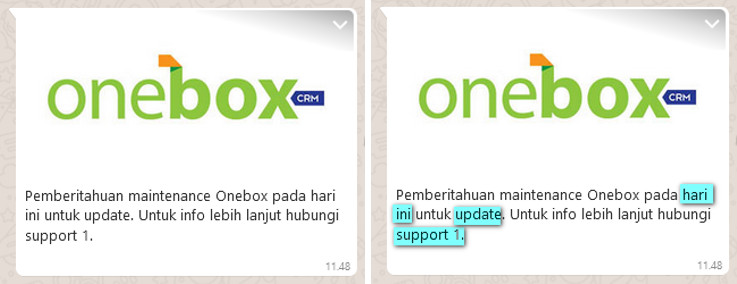 onebox CRM
Pemberitahuan maintenance Onebox pada hari
ini untuk update. Untuk info lebih lanjut hubungi
support 1.
11.48
onebox CRM
Pemberitahuan maintenance Onebox pada hari
ini untuk update. Untuk info lebih lanjut hubungi
support 1.
11.48